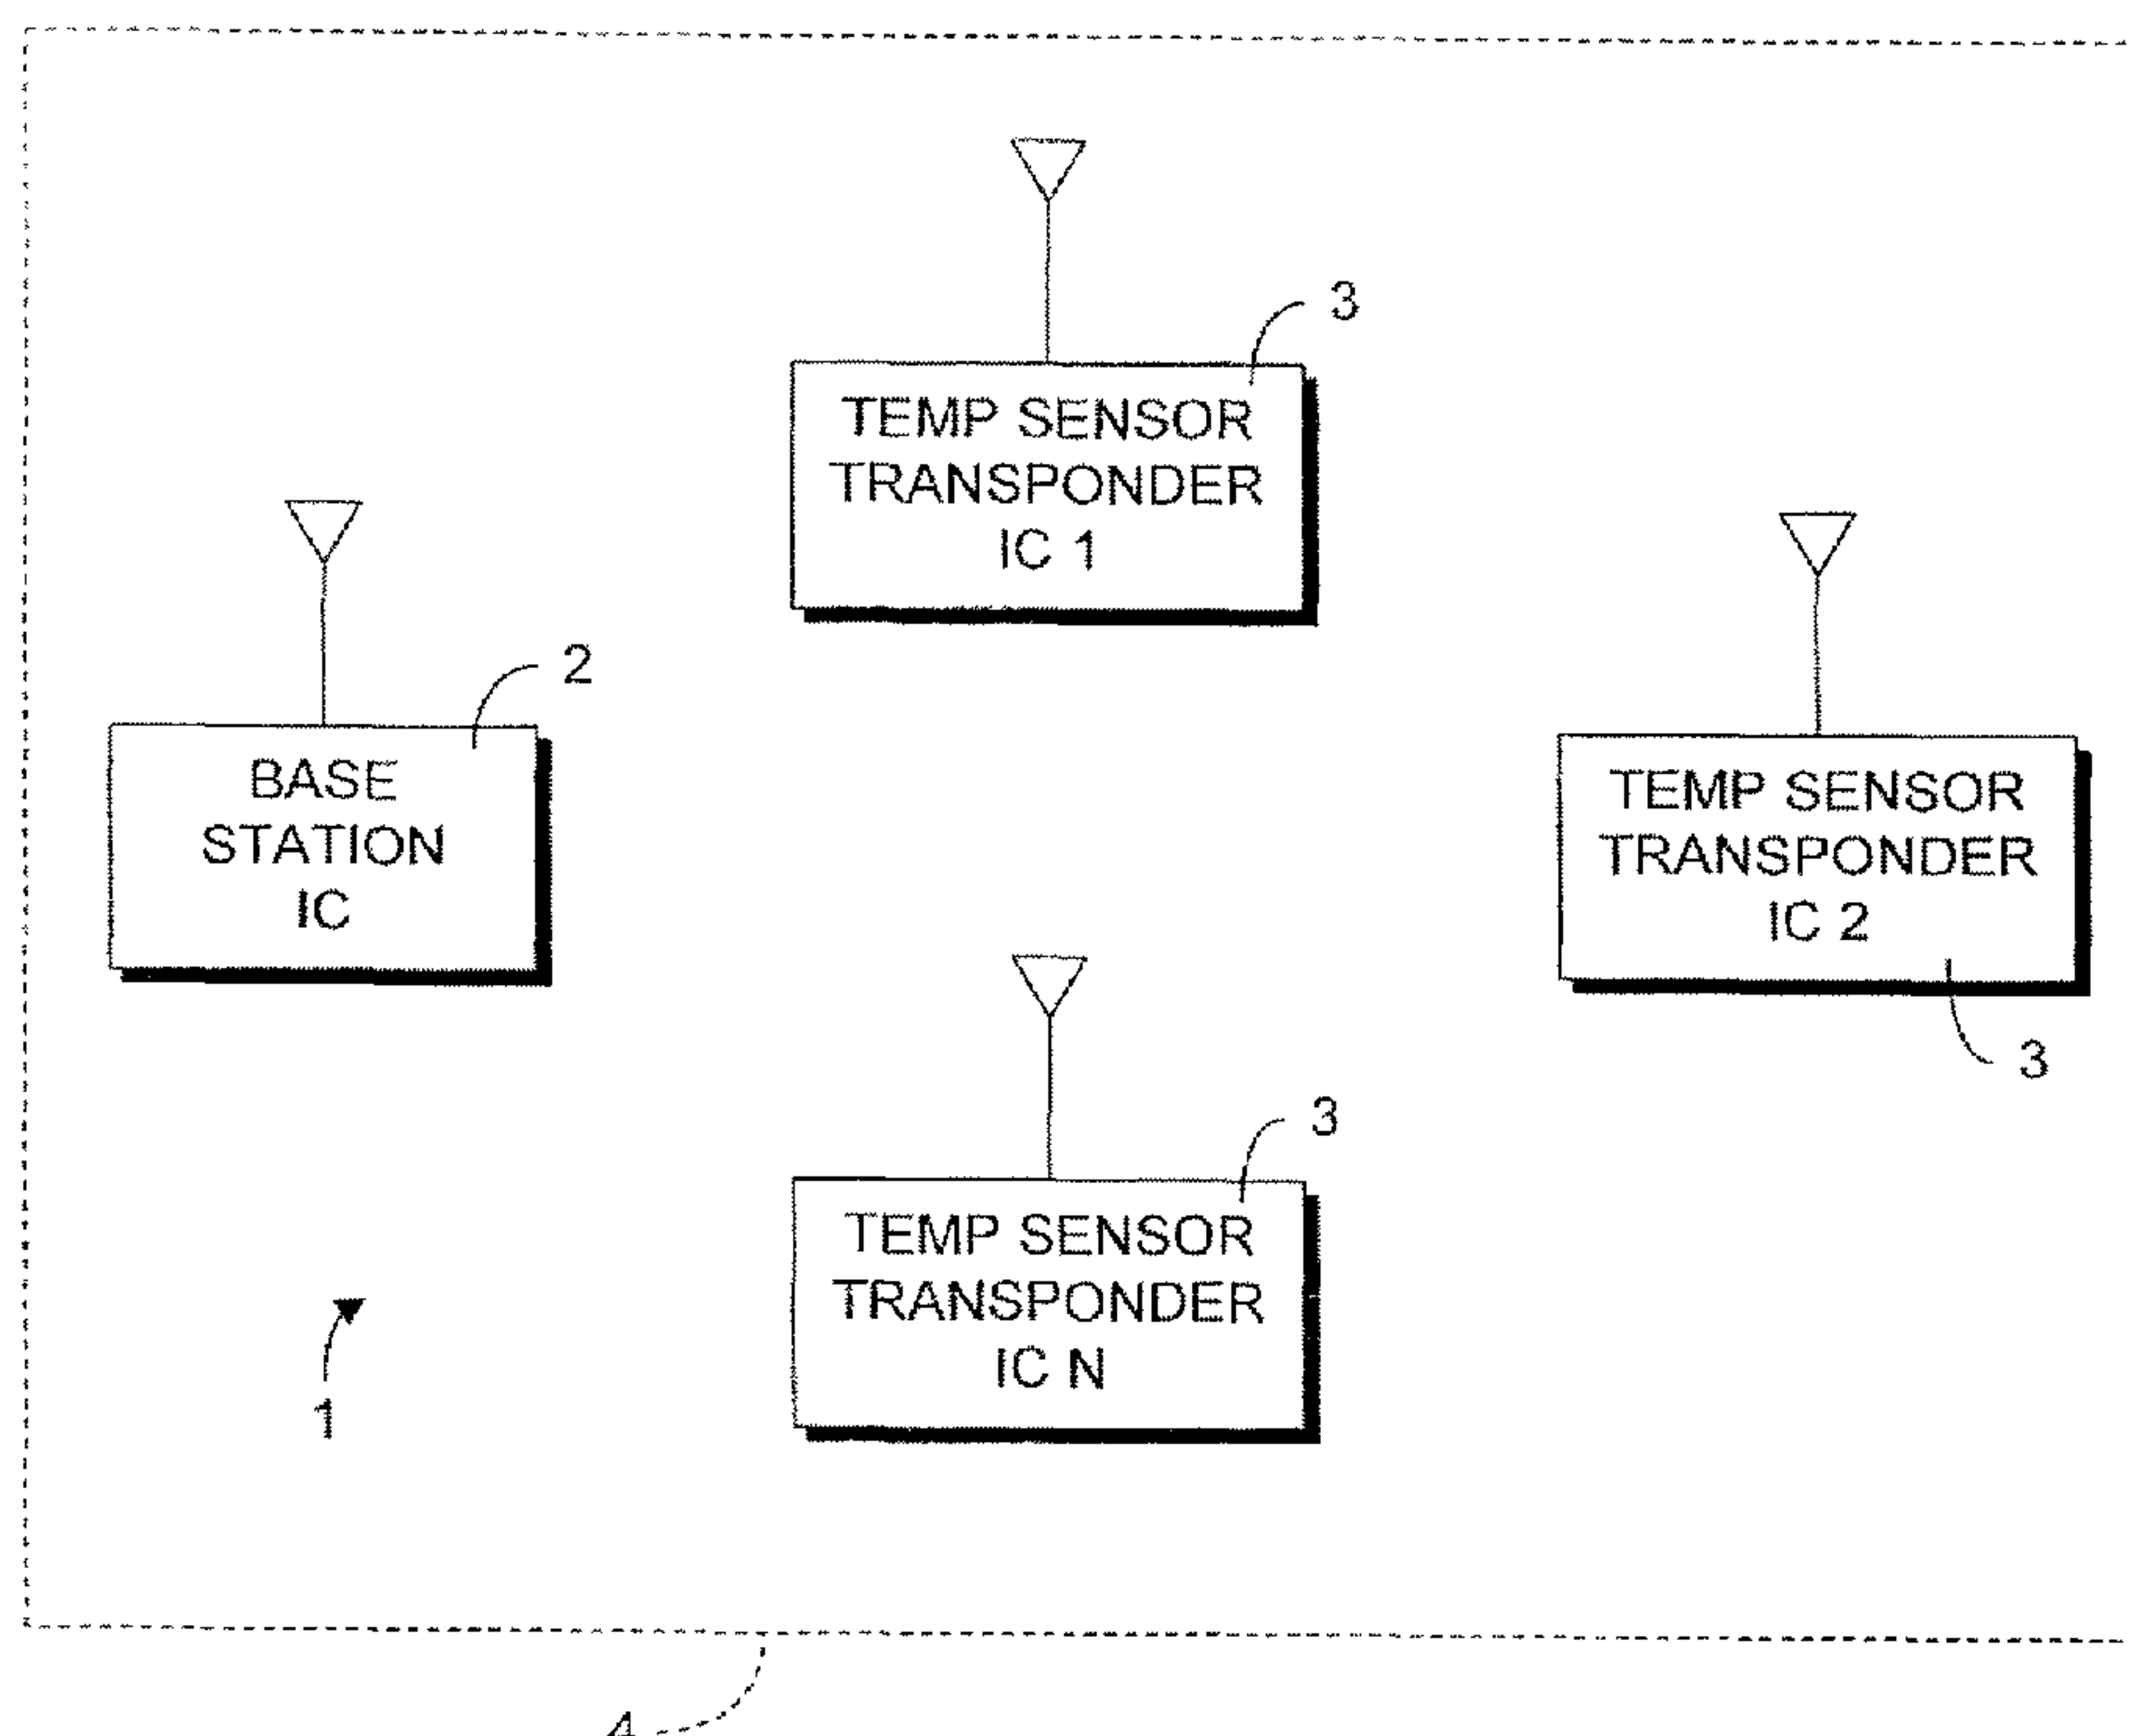 3
TEMP SENSOR
TRANSPONDER
IC 1
2
BASE
STATION
IC
TEMP SENSOR
TRANSPONDER
IC 2
3
3
TEMP SENSOR
TRANSPONDER
IC N
1
4